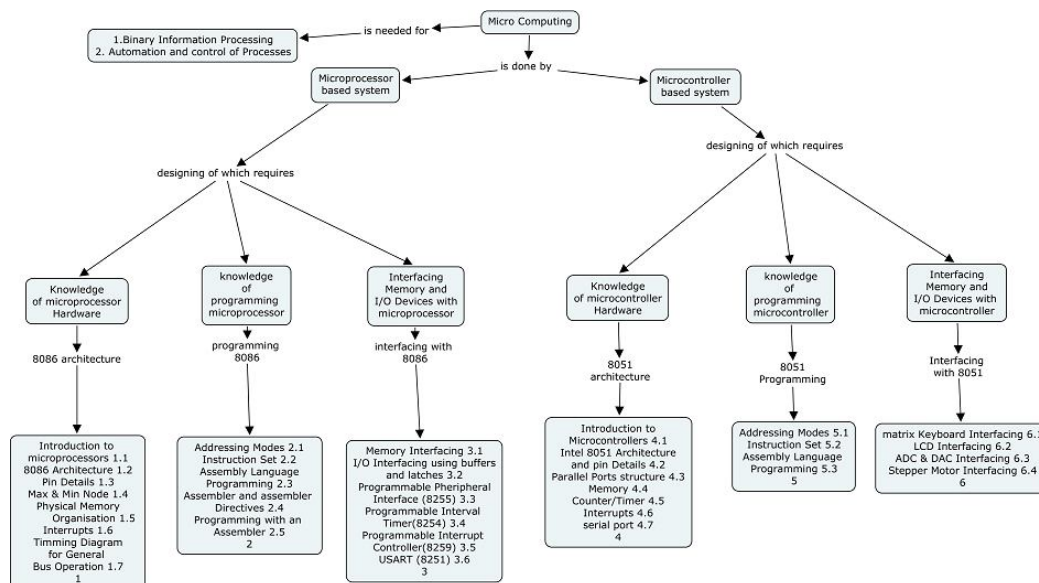 Micro Computing
is needed for
1.Binary Information Processing
2. Automation and control of Processes
is done by
Microprocessor
based system
Microcontroller
based system
designing of which requires
designing of which requires
Knowledge
of microprocessor
Hardware
knowledge
of
programming
microprocessor
Interfacing
Memory and
I/O Devices with
microprocessor
Knowledge
of microcontroller
Hardware
knowledge
of
programming
microcontroller
Interfacing
Memory and
I/O Devices with
microcontroller
8086 architecture
programming
8086
interfacing with
8086
8051
architecture
8051
Programming
Interfacing
with 8051
Introduction to
microprocessors 1.1
8086 Architecture 1.2
Pin Details 1.3
Max & Min Node 1.4
Physical Memory
Organisation 1.5
Interrupts 1.6
Timming Diagram
for General
Bus Operation 1.7
1
Addressing Modes 2.1
Instruction Set 2.2
Assembly Language
Programming 2.3
Assembler and assembler
Directives 2.4
Programming with an
Assembler 2.5
2
Memory Interfacing 3.1
I/O Interfacing using buffers
and latches 3.2
Programmable Pheripheral
Interface (8255) 3.3
Programmable Interval
Timer(8254) 3.4
Programmable Interrupt
Controller(8259) 3.5
USART (8251) 3.6
3
Introduction to
Microcontrollers 4.1
Intel 8051 Architecture
and pin Details 4.2
Parallel Ports structure 4.3
Memory 4.4
Counter/Timer 4.5
Interrupts 4.6
serial port 4.7
4
Addressing Modes 5.1
Instruction Set 5.2
Assembly Language
Programming 5.3
5
matrix Keyboard Interfacing 6.1
LCD Interfacing 6.2
ADC & DAC Interfacing 6.3
Stepper Motor Interfacing 6.4
6